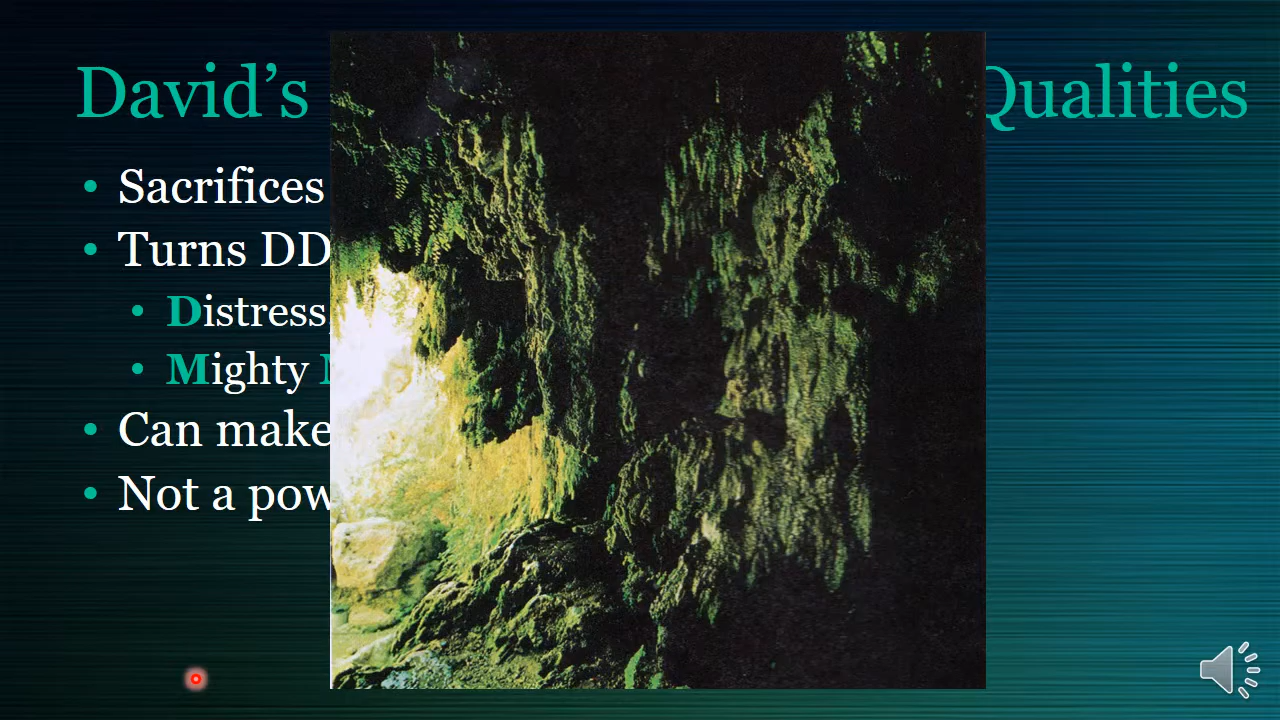 David’s Qualities
Sacrifices
Turns DD
Distress,
Mighty
Can make
Not a pow